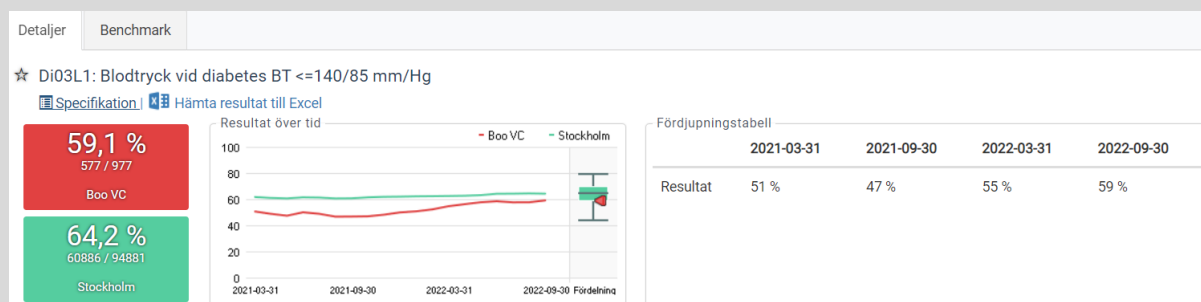 Detaljer Benchmark
Di03L1: Blodtryck vid diabetes BT <=140/85 mm/Hg
Specifikation | Hämta resultat till Excel
59,1 %
577 / 977
Boo VC
64,2 %
60886 / 94881
Stockholm
Resultat över tid
Boo VC Stockholm
100
80
60
40
20
0
2021-03-31 2021-09-30 2022-03-31 2022-09-30 Fördelning
Fördjupningstabell
2021-03-31 2021-09-30 2022-03-31 2022-09-30
Resultat 51 % 47 % 55 % 59 %